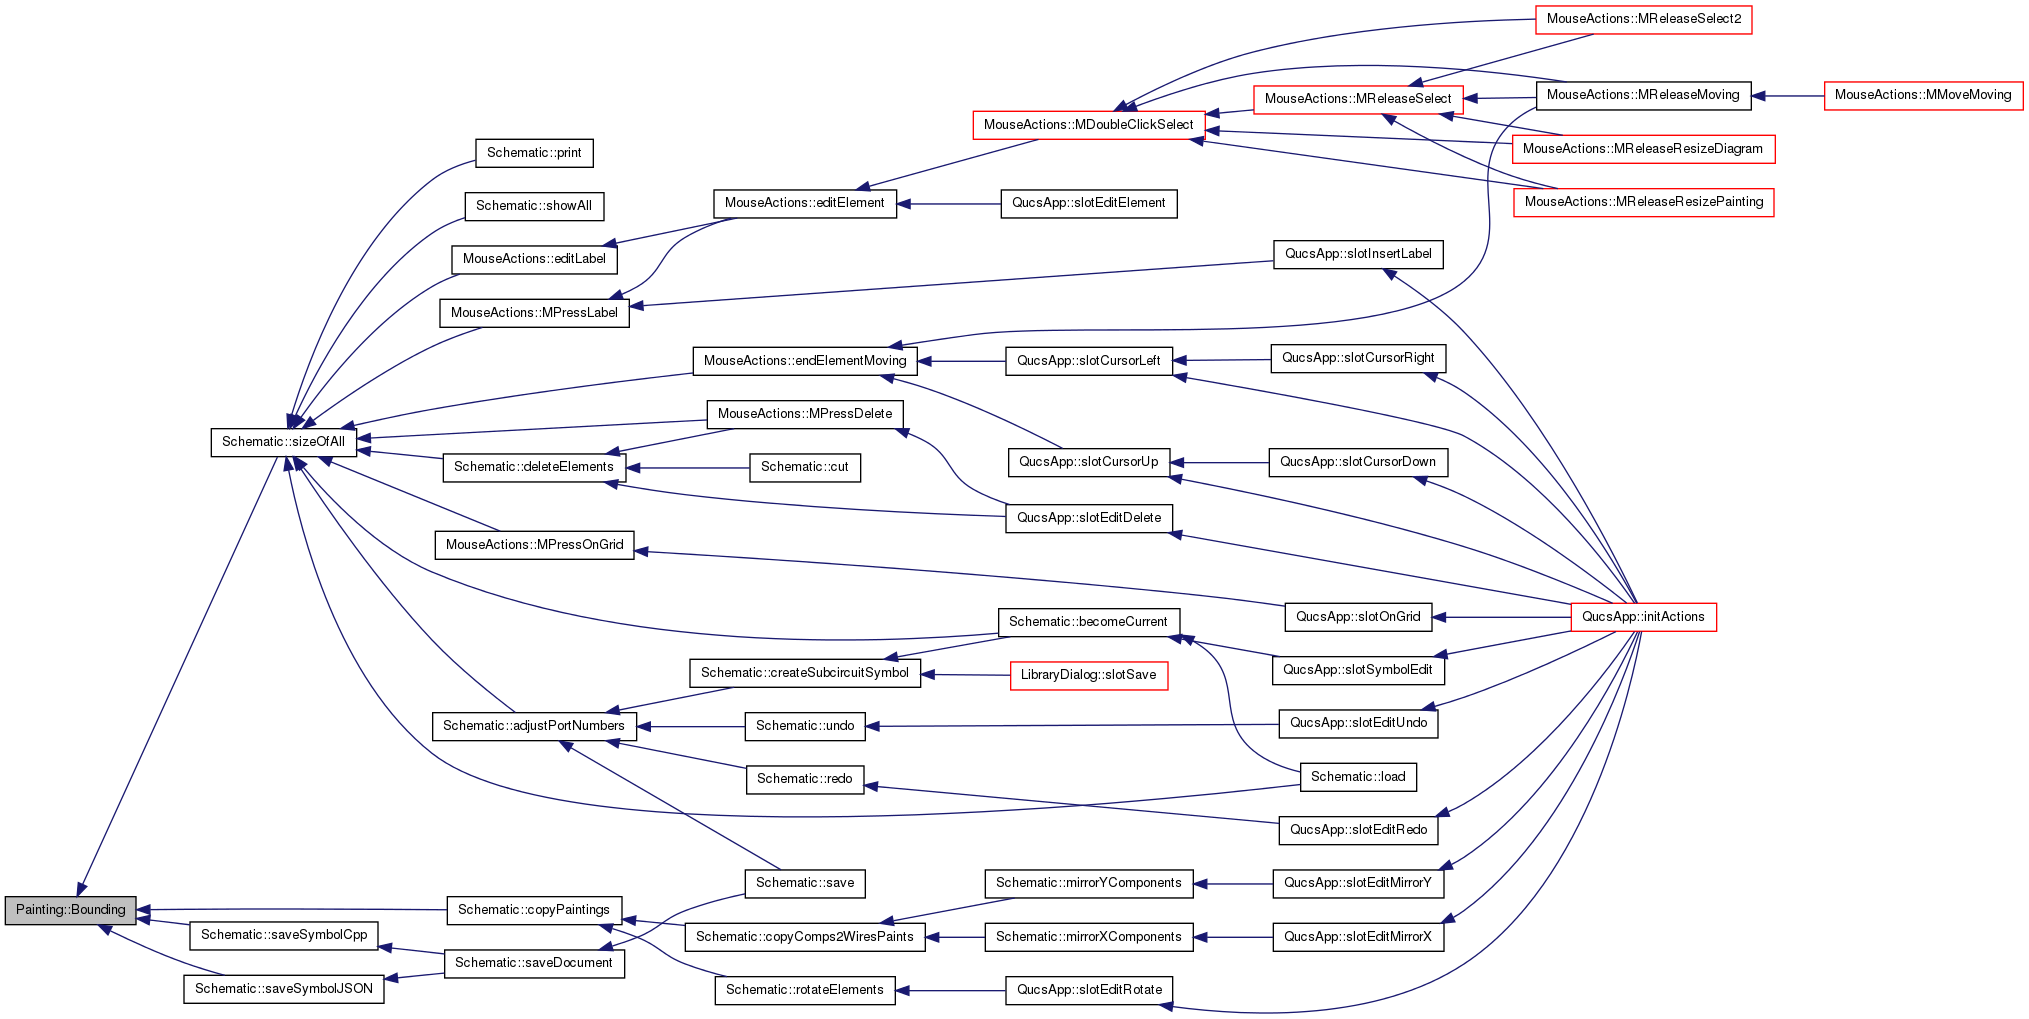 MouseActions::MReleaseSelect2
MouseActions::MReleaseSelect
MouseActions::MReleaseMoving
MouseActions::MMoveMoving
MouseActions::MDoubleClickSelect
Schematic::print
MouseActions::MReleaseResizeDiagram
Schematic::showAll
MouseActions::editElement
QucsApp::slotEditElement
MouseActions::MReleaseResizePainting
MouseActions::editLabel
QucsApp::slotInsertLabel
MouseActions::MPressLabel
MouseActions::endElementMoving
QucsApp::slotCursorLeft
QucsApp::slotCursorRight
Schematic::sizeOfAll
MouseActions::MPressDelete
Schematic::deleteElements
Schematic::cut
QucsApp::slotCursorUp
QucsApp::slotCursorDown
QucsApp::slotEditDelete
MouseActions::MPressOnGrid
QucsApp::slotOnGrid
QucsApp::initActions
Schematic::becomeCurrent
Schematic::createSubcircuitSymbol
LibraryDialog::slotSave
QucsApp::slotSymbolEdit
Schematic::adjustPortNumbers
Schematic::undo
QucsApp::slotEditUndo
Schematic::redo
Schematic::load
QucsApp::slotEditRedo
Schematic::save
Schematic::mirrorYComponents
QucsApp::slotEditMirrorY
Painting::Bounding
Schematic::copyPaintings
Schematic::saveSymbolCpp
Schematic::copyComps2WiresPaints
Schematic::mirrorXComponents
QucsApp::slotEditMirrorX
Schematic::saveDocument
Schematic::saveSymbolJSON
Schematic::rotateElements
QucsApp::slotEditRotate